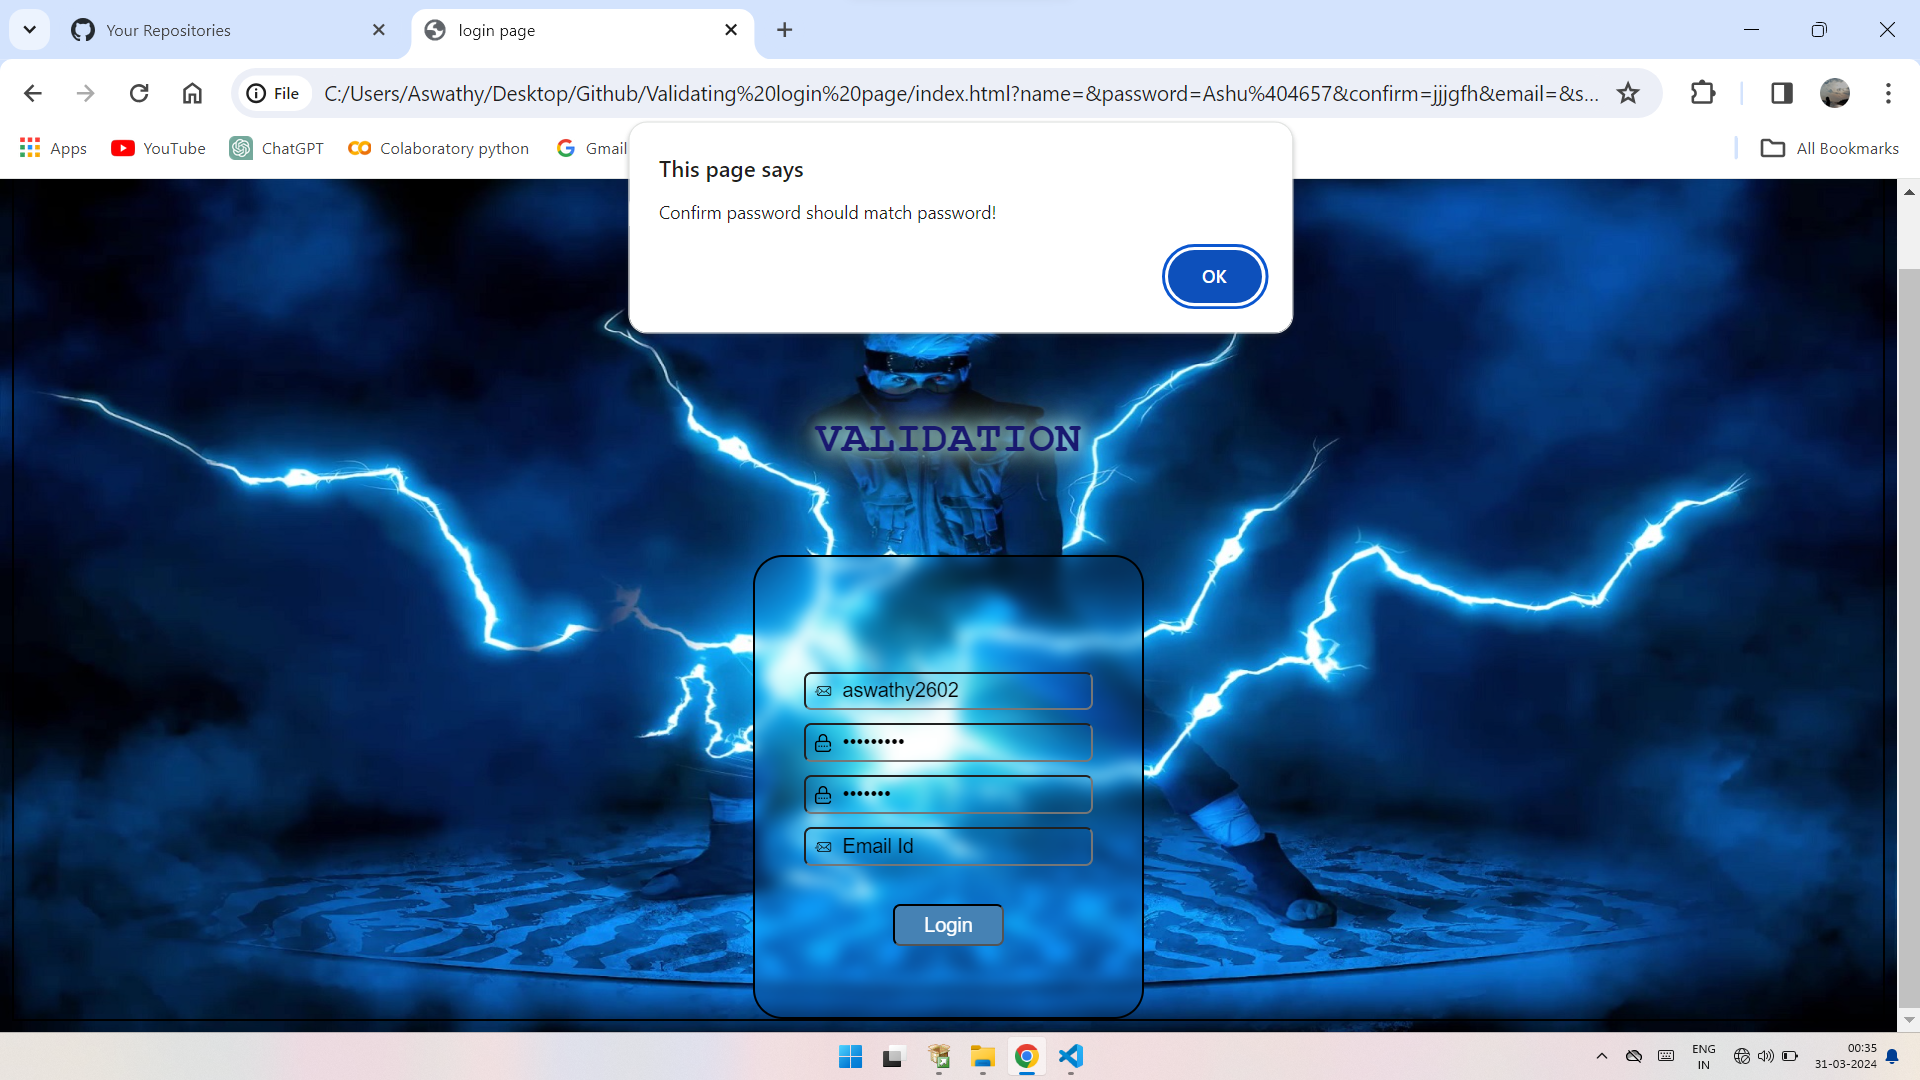 Your Repositories
login page
File
C:/Users/Aswathy/Desktop/Github/Validating%20login%20page/index.html?name=&password=Ashu%404657&confirm=jjjgfh&email=&s...
Apps
YouTube
ChatGPT
Colaboratory python
Gmail
All Bookmarks
This page says
Confirm password should match password!
OK
VALIDATION
aswathy2602
•••••••••
•••••••
Email Id
Login
ENG
IN
00:35
31-03-2024